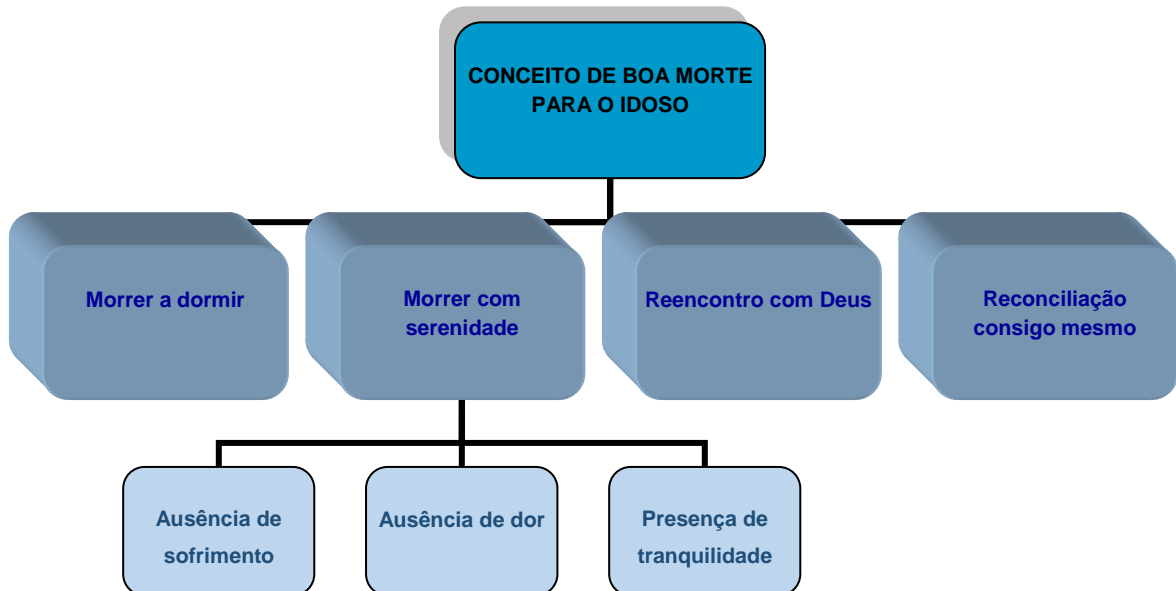 CONCEITO DE BOA MORTE
PARA O IDOSO
Morrer a dormir
Morrer com
serenidade
Reencontro com Deus
Reconciliação
consigo mesmo
Ausência de
sofrimento
Ausência de dor
Presença de
tranquilidade